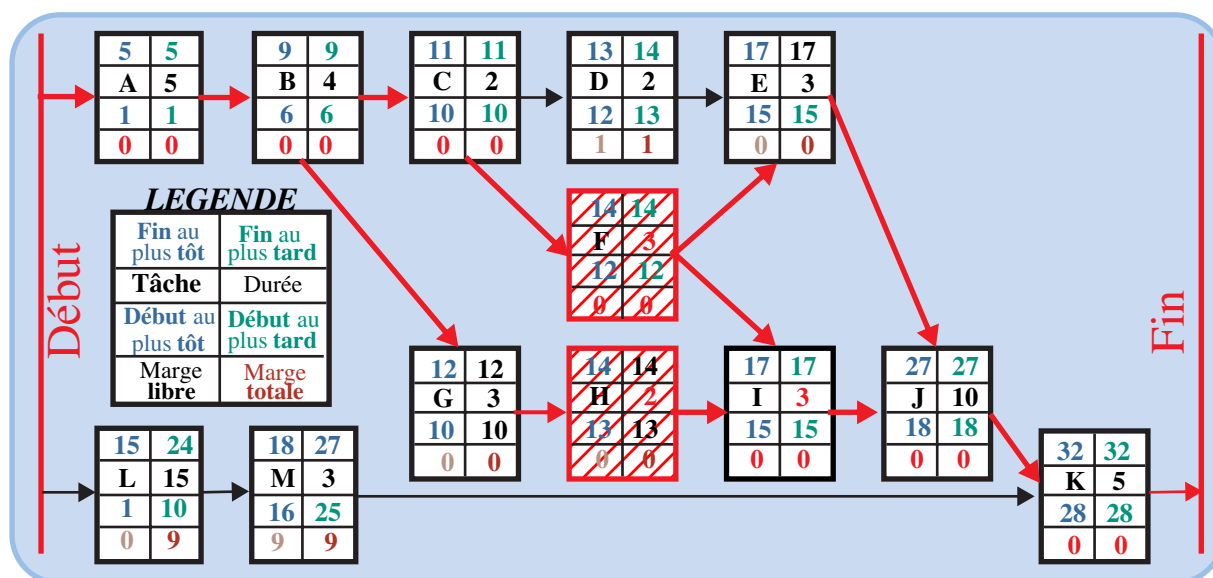 Début
5 5
A 5
1 1
0 0
9 9
B 4
6 6
0 0
11 11
C 2
10 10
0 0
13 14
D 2
12 13
1 1
17 17
E 3
15 15
0 0
LEGENDE
Fin au plus tôt
Fin au plus tard
Tâche
Durée
Début au plus tôt
Début au plus tard
Marge libre
Marge totale
14 14
F 3
12 12
0 0
12 12
G 3
10 10
0 0
14 14
H 2
13 13
0 0
17 17
I 3
15 15
0 0
27 27
J 10
18 18
0 0
15 24
L 15
1 10
0 9
18 27
M 3
16 25
9 9
32 32
K 5
28 28
0 0
Fin